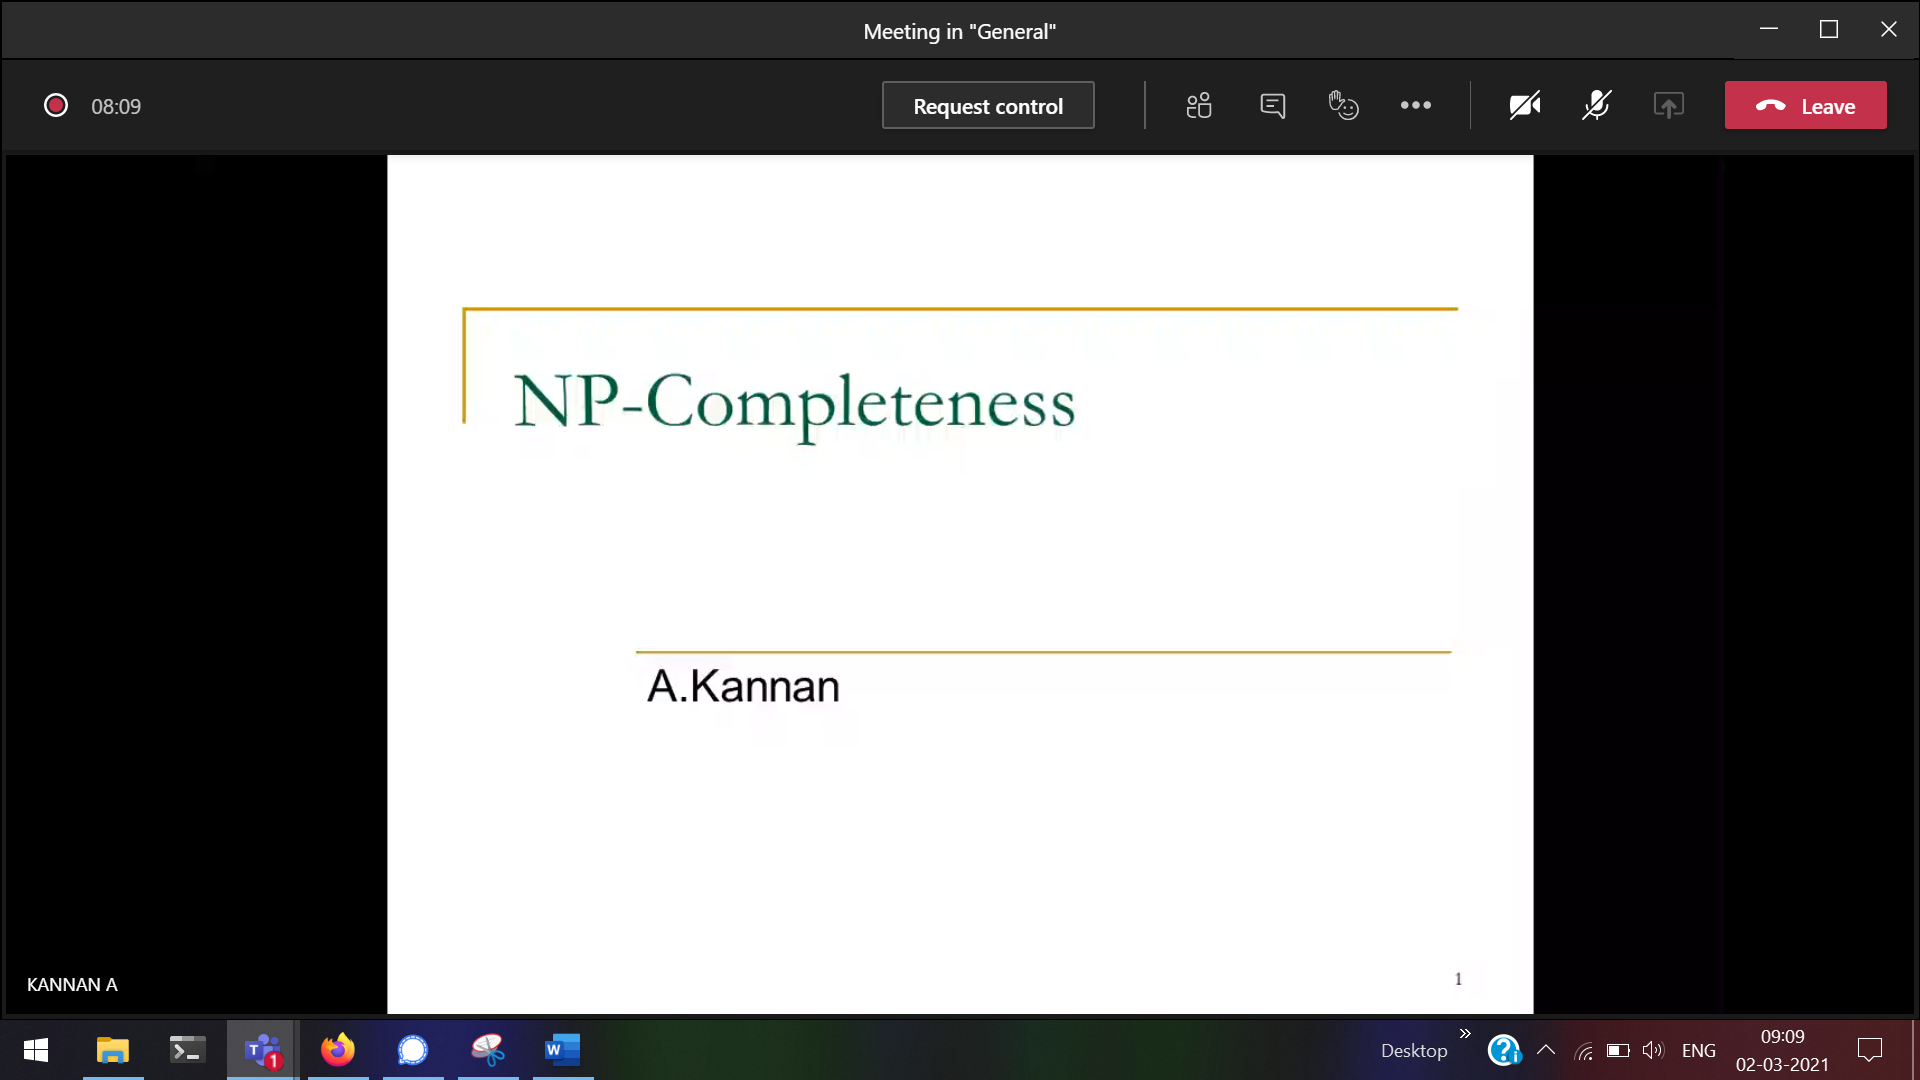 Meeting in "General"
08:09
Request control
Leave
NP-Completeness
A.Kannan
1
KANNAN A
T
1
W
Desktop
ENG
09:09
02-03-2021